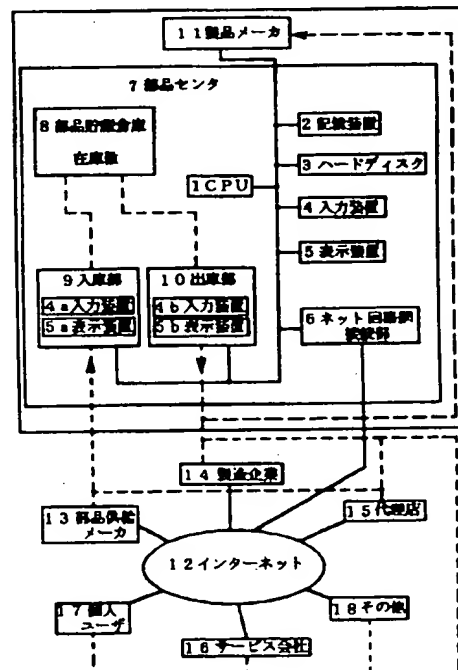 11製品メーカ
7部品センタ
8部品貯蔵倉庫
在庫数
2記憶装置
3ハードディスク
1CPU
4入力装置
5表示装置
9入庫部
4a入力装置
5a表示装置
10出庫部
4b入力装置
5b表示装置
6ネット回路網
接続部
14製造企業
13部品供給
メーカ
15代理店
12インターネット
17個人
ユーザ
18その他
16サービス会社